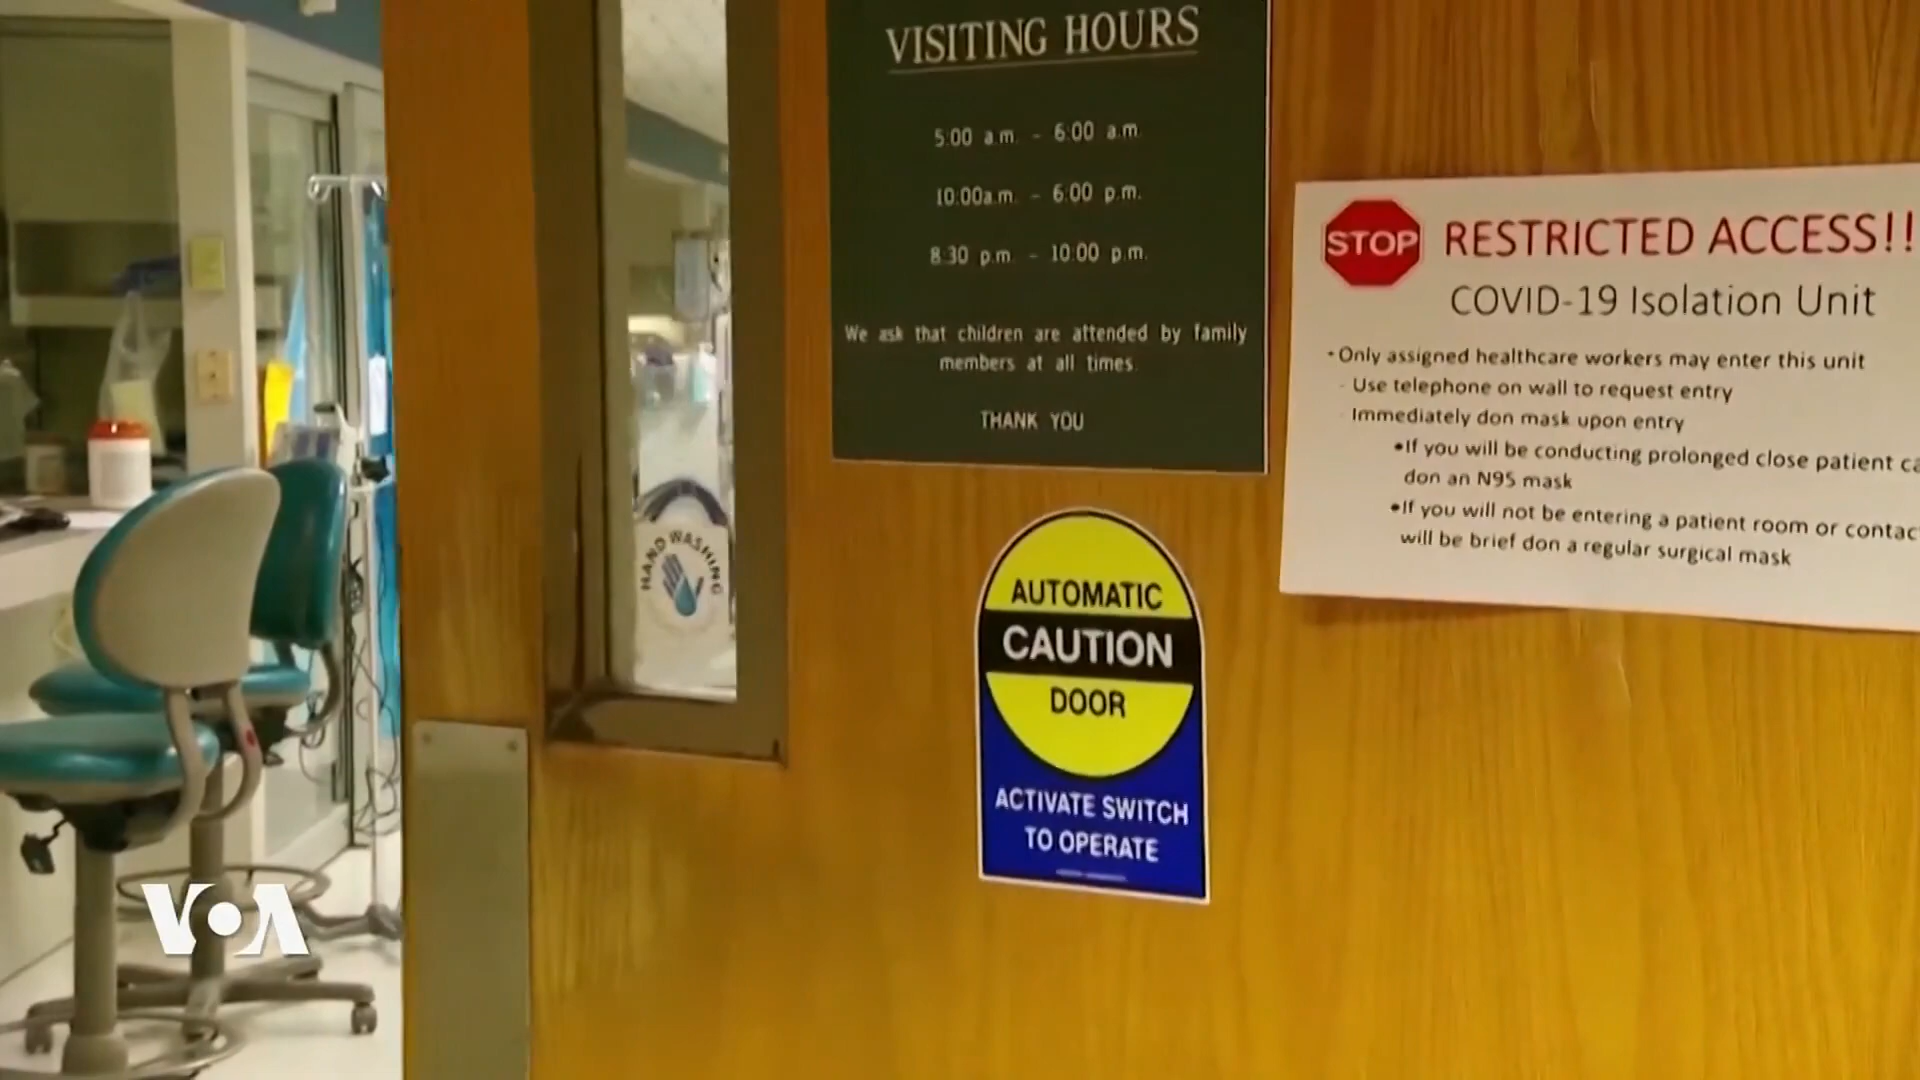 VISITING HOURS
5:00 a.m. - 6:00 a.m.
10:00a.m. - 6:00 p.m.
8:30 p.m. - 10:00 p.m.
We ask that children are attended by family
members at all times.
THANK YOU
STOP
RESTRICTED ACCESS!!
COVID-19 Isolation Unit
• Only assigned healthcare workers may enter this unit
- Use telephone on wall to request entry
- Immediately don mask upon entry
•If you will be conducting prolonged close patient
don an N95 mask
•If you will not be entering a patient room or
will be brief don a regular surgical mask
HAND WASHING
AUTOMATIC
CAUTION
DOOR
ACTIVATE SWITCH
TO OPERATE
VOA